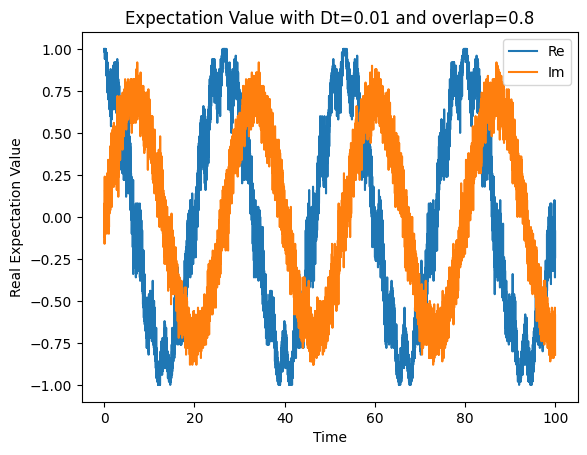 Expectation Value with Dt=0.01 and overlap=0.8
Re
Im
Real Expectation Value
1.00
0.75
0.50
0.25
0.00
−0.25
−0.50
−0.75
−1.00
0 20 40 60 80 100
Time